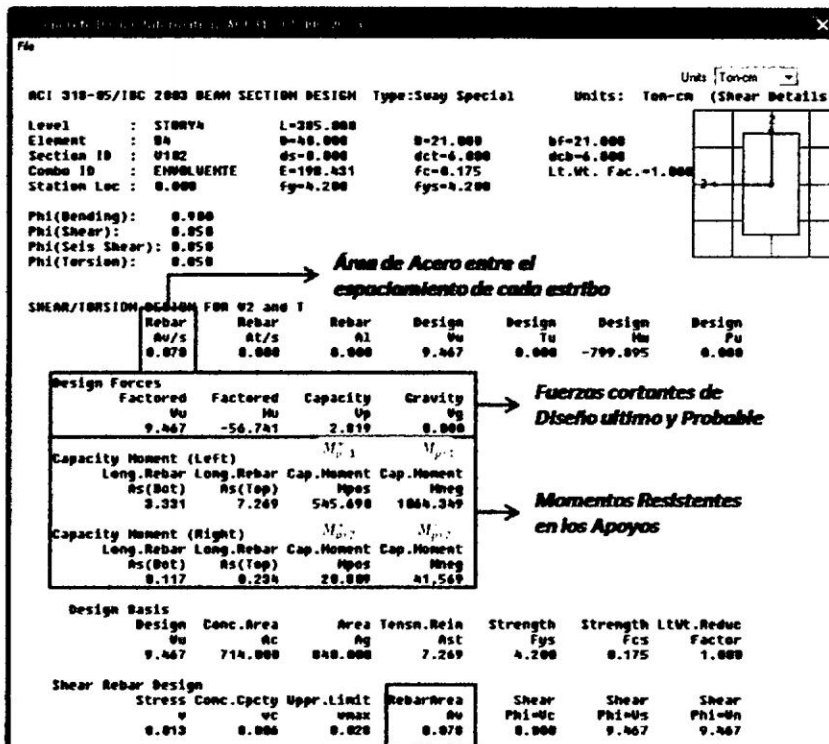 File
Units Ton-cm
ACI 318-05/IBC 2003 BEAM SECTION DESIGN Type:Sway Special Units: Ton-cm (Shear Details
Level : STORY4 L=385.000
Element : B4 D=40.000 B=21.000 bf=21.000
Section ID : V102 ds=0.000 dct=6.000 dcb=6.000
Combo ID : ENVOLVENTE E=198.431 fc=0.175 Lt.Wt. Fac.=1.000
Station Loc : 0.000 fy=4.200 fys=4.200
2
3
Phi(Bending): 0.900
Phi(Shear): 0.850
Phi(Seis Shear): 0.850
Phi(Torsion): 0.850
Área de Acero entre el
espaciamiento de cada estribo
SHEAR/TORSION DESIGN FOR V2 and T
Rebar Rebar Rebar Design Design Design Design
Av/s At/s Al Vu Tu Mu Pu
0.070 0.000 0.000 9.467 0.000 -799.895 0.000
Design Forces
Factored Factored Capacity Gravity
Vu Mu Vp Vg
9.467 -56.741 2.819 0.000
Fuerzas cortantes de
Diseño ultimo y Probable
Capacity Moment (Left)
Long.Rebar Long.Rebar Cap.Moment Cap.Moment
As(Bot) As(Top) Mpos Mneg
3.331 7.269 545.690 1064.349
Momentos Resistentes
en los Apoyos
Capacity Moment (Right)
Long.Rebar Long.Rebar Cap.Moment Cap.Moment
As(Bot) As(Top) Mpos Mneg
0.117 0.234 20.889 41,569
Design Basis
Design Conc.Area Area Tensn.Rein Strength Strength LtWt.Reduc
Vu Ac Ag Ast Fys Fcs Factor
9.467 714.000 840.000 7.269 4.200 0.175 1.000
Shear Rebar Design
Stress Conc.Cpcty Uppr.Limit RebarArea Shear Shear Shear
v vc vmax Av Phi*Vc Phi*Vs Phi*Vn
0.013 0.006 0.028 0.070 0.000 9.467 9.467